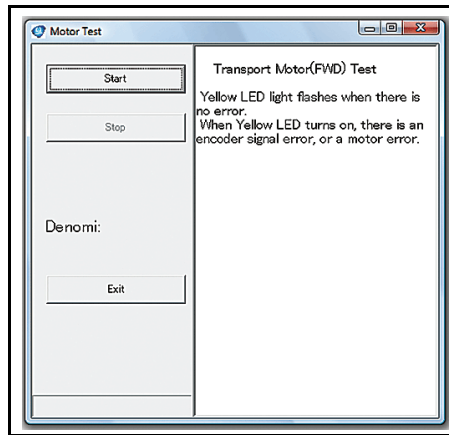 Motor Test
Start
Stop
Denomi:
Exit
Transport Motor(FWD) Test
Yellow LED light flashes when there is
no error.
When Yellow LED turns on, there is an
encoder signal error, or a motor error.